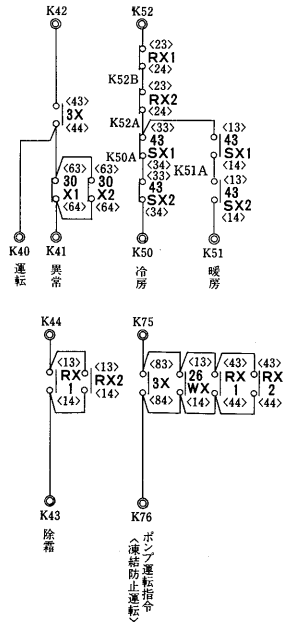 K42
K52
<23>
RX1
<24>
K52B
<23>
RX2
<24>
K52A
<43>
3X
<44>
<33>
43
SX1
<34>
K50A
<33>
43
SX2
<34>
<13>
43
SX1
<14>
K51A
<13>
43
SX2
<14>
<63>
30
X1
<64>
<63>
30
X2
<64>
K40
運転
K41
異常
K50
冷房
K51
暖房
K44
<13>
RX
1
<14>
<13>
RX2
<14>
K43
除霜
K75
<83>
3X
<84>
<13>
26
WX
<14>
<43>
RX
1
<44>
<43>
RX
2
<44>
K76
ポンプ運転指令
〈凍結防止運転〉